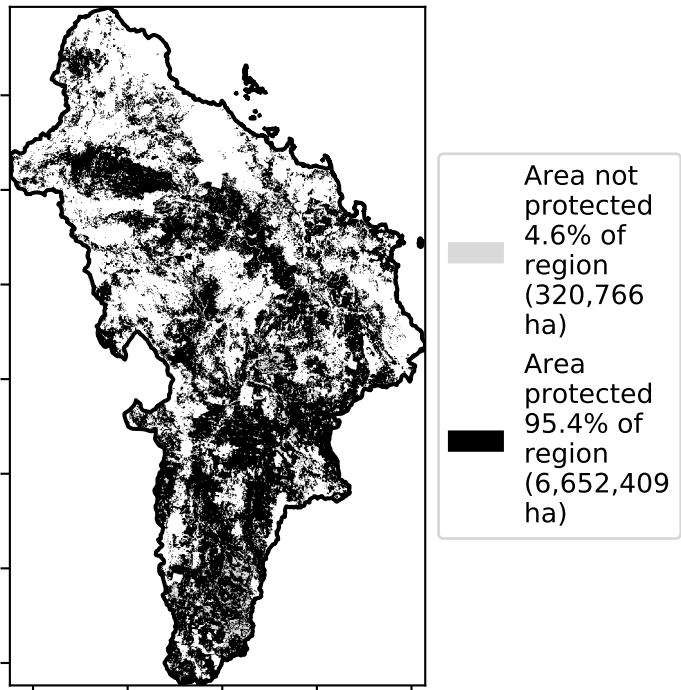 Area not
protected
4.6% of
region
(320,766
ha)
Area
protected
95.4% of
region
(6,652,409
ha)